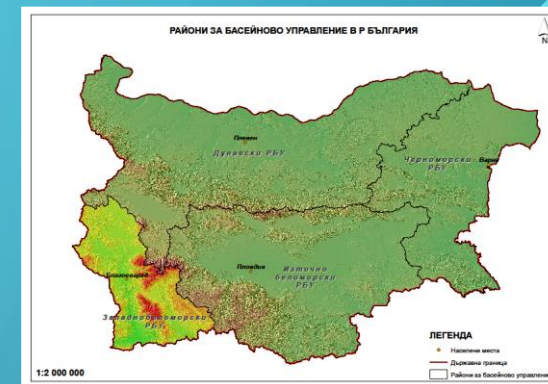 РАЙОНИ ЗА БАСЕЙНОВО УПРАВЛЕНИЕ В Р БЪЛГАРИЯ
N
Плевен
Дунавски РБУ
Черноморски
РБУ
Варна
Благоевград
Пловдив
Източно
беломорски
РБУ
Западнобеломорски
РБУ
ЛЕГЕНДА
Населени места
Държавна граница
Райони за басейново управление
1:2 000 000